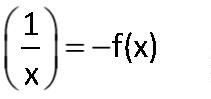 (1/x) = −f(x)